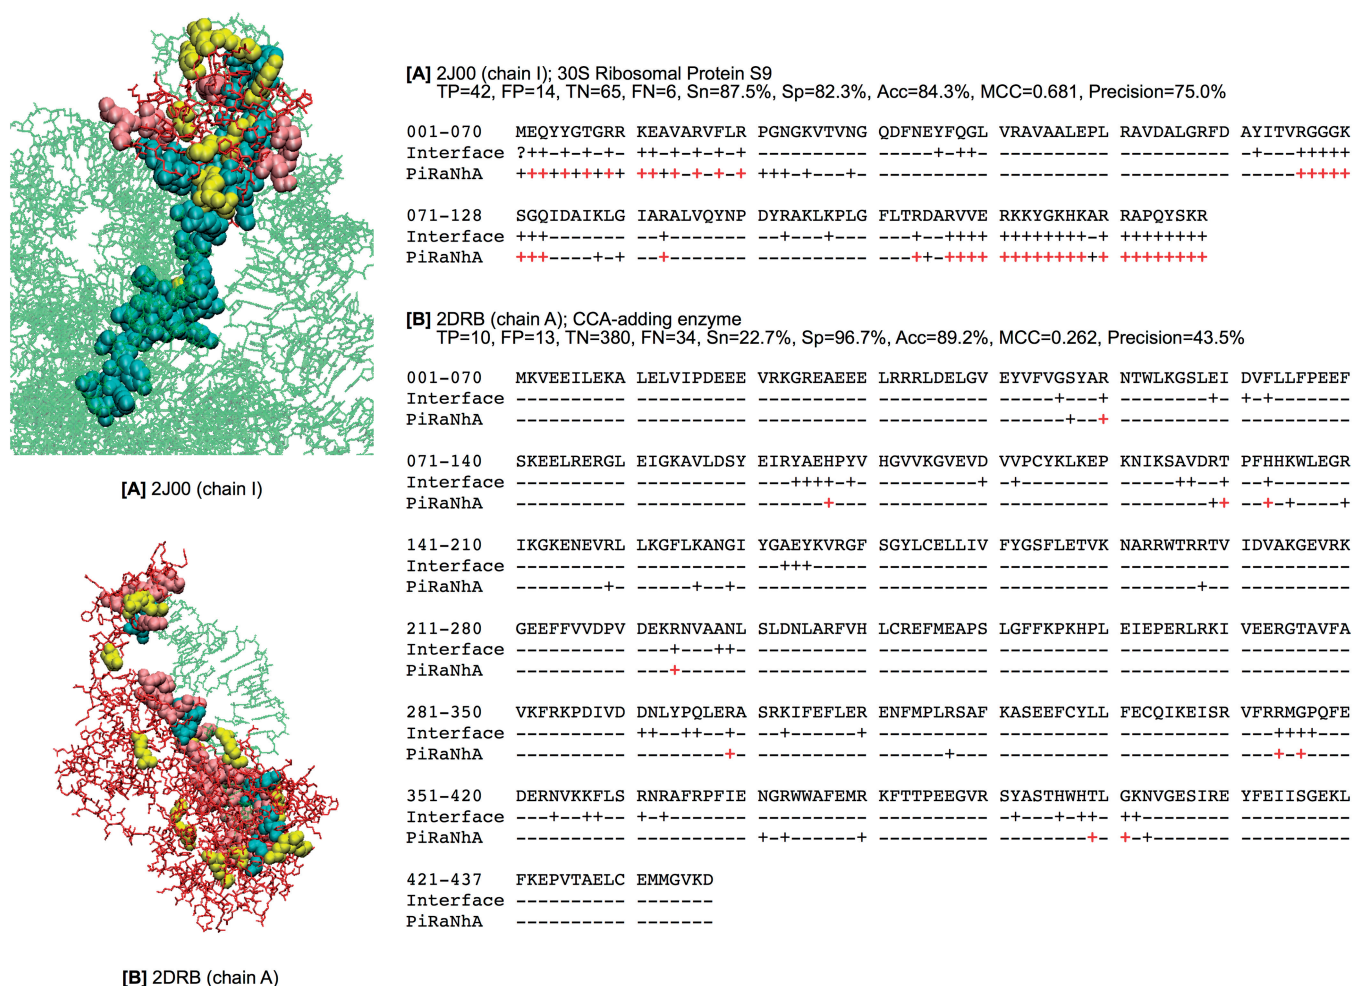 [A] 2J00 (chain I); 30S Ribosomal Protein S9
TP=42, FP=14, TN=65, FN=6, Sn=87.5%, Sp=82.3%, Acc=84.3%, MCC=0.681, Precision=75.0%
001-070 MEQYYGTGRR KEAVARVFLR PGNGKVTVNG QDFNEYFQGL VRAVAALEPL RAVDALGRFD AYITVRGGGK
Interface ?++-+-+-+- ++-+-+-+-+ ---------- -----+-++- ---------- ---------- -+---+++++
PiRaNhA ++++++++++ ++++-+-+-+ +++-+---+- ---------- ---------- ---------- -----+++++
071-128 SGQIDAIKLG IARALVQYNP DYRAKLKPLG FLTRDARVVE RKKYGKHKAR RAPQYSKR
Interface +++------- --+------- --+---+--- ---+--++++ ++++++++-+ ++++++++
PiRaNhA +++----+-+ --+------- ---------- ---++-++++ ++++++++++ ++++++++
[B] 2DRB (chain A); CCA-adding enzyme
TP=10, FP=13, TN=380, FN=34, Sn=22.7%, Sp=96.7%, Acc=89.2%, MCC=0.262, Precision=43.5%
001-070 MKVEEILEKA LELVIPDEEE VRKGREAEEE LRRRLDELGV EYVFVGSYAR NTWLKGSLEI DVFLLFPEEF
Interface ---------- ---------- ---------- ---------- -----+---+ --------+- +-+-------
PiRaNhA ---------- ---------- ---------- ---------- ------+--+ ---------- ----------
071-140 SKEELRERGL EIGKAVLDSY EIRYAEHPYV HGVVKGVEVD VVPCYKLKEP KNIKSAVDRT PFHHKWLEGR
Interface ---------- ---------- ---++++-+- ---------+ -+-------- -----++--+ --+-------
PiRaNhA ---------- ---------- ------+--- ---------- ---------- --------++ --+-+----+
141-210 IKGKENEVRL LKGFLKANGI YGAEYKVRGF SGYLCELLIV FYGSFLETVK NARRWTRRTV IDVAKGEVRK
Interface ---------- ---------- --+++----- ---------- ---------- ---------- ----------
PiRaNhA --------+- -----+--+- ---------- ---------- ---------- -------+-- ----------
211-280 GEEFFVVDPV DEKRNVAANL SLDNLARFVH LCREFMEAPS LGFFKPKHPL EIEPERLRKI VEERGTAVFA
Interface ---------- ---+---++- ---------- ---------- ---------- ---------- ----------
PiRaNhA ---------- ---+------ ---------- ---------- ---------- ---------- ----------
281-350 VKFRKPDIVD DNLYPQLERA SRKIFEFLER ENFMPLRSAF KASEEFCYLL FECQIKEISR VFRRMGPQFE
Interface ---------- ++--++--+- --+------+ ---------- ---------- ---------- ---++++---
PiRaNhA ---------- --------+- ---------- ------+--- ---------- ---------- ---+-+----
351-420 DERNVKKFLS RNRAFRPFIE NGRWWAFEMR KFTTPEEGVR SYASTHWHTL GKNVGESIRE YFEIISGEKL
Interface ---+--++-- +-+------- ---------- ---------- -+---+-++- ++-------- ----------
PiRaNhA ---------- ---------- +-+------+ ---------- --------+- +-+------- ----------
421-437 FKEPVTAELC EMMGVKD
Interface ---------- -------
PiRaNhA ---------- -------
[A] 2J00 (chain I)
[B] 2DRB (chain A)